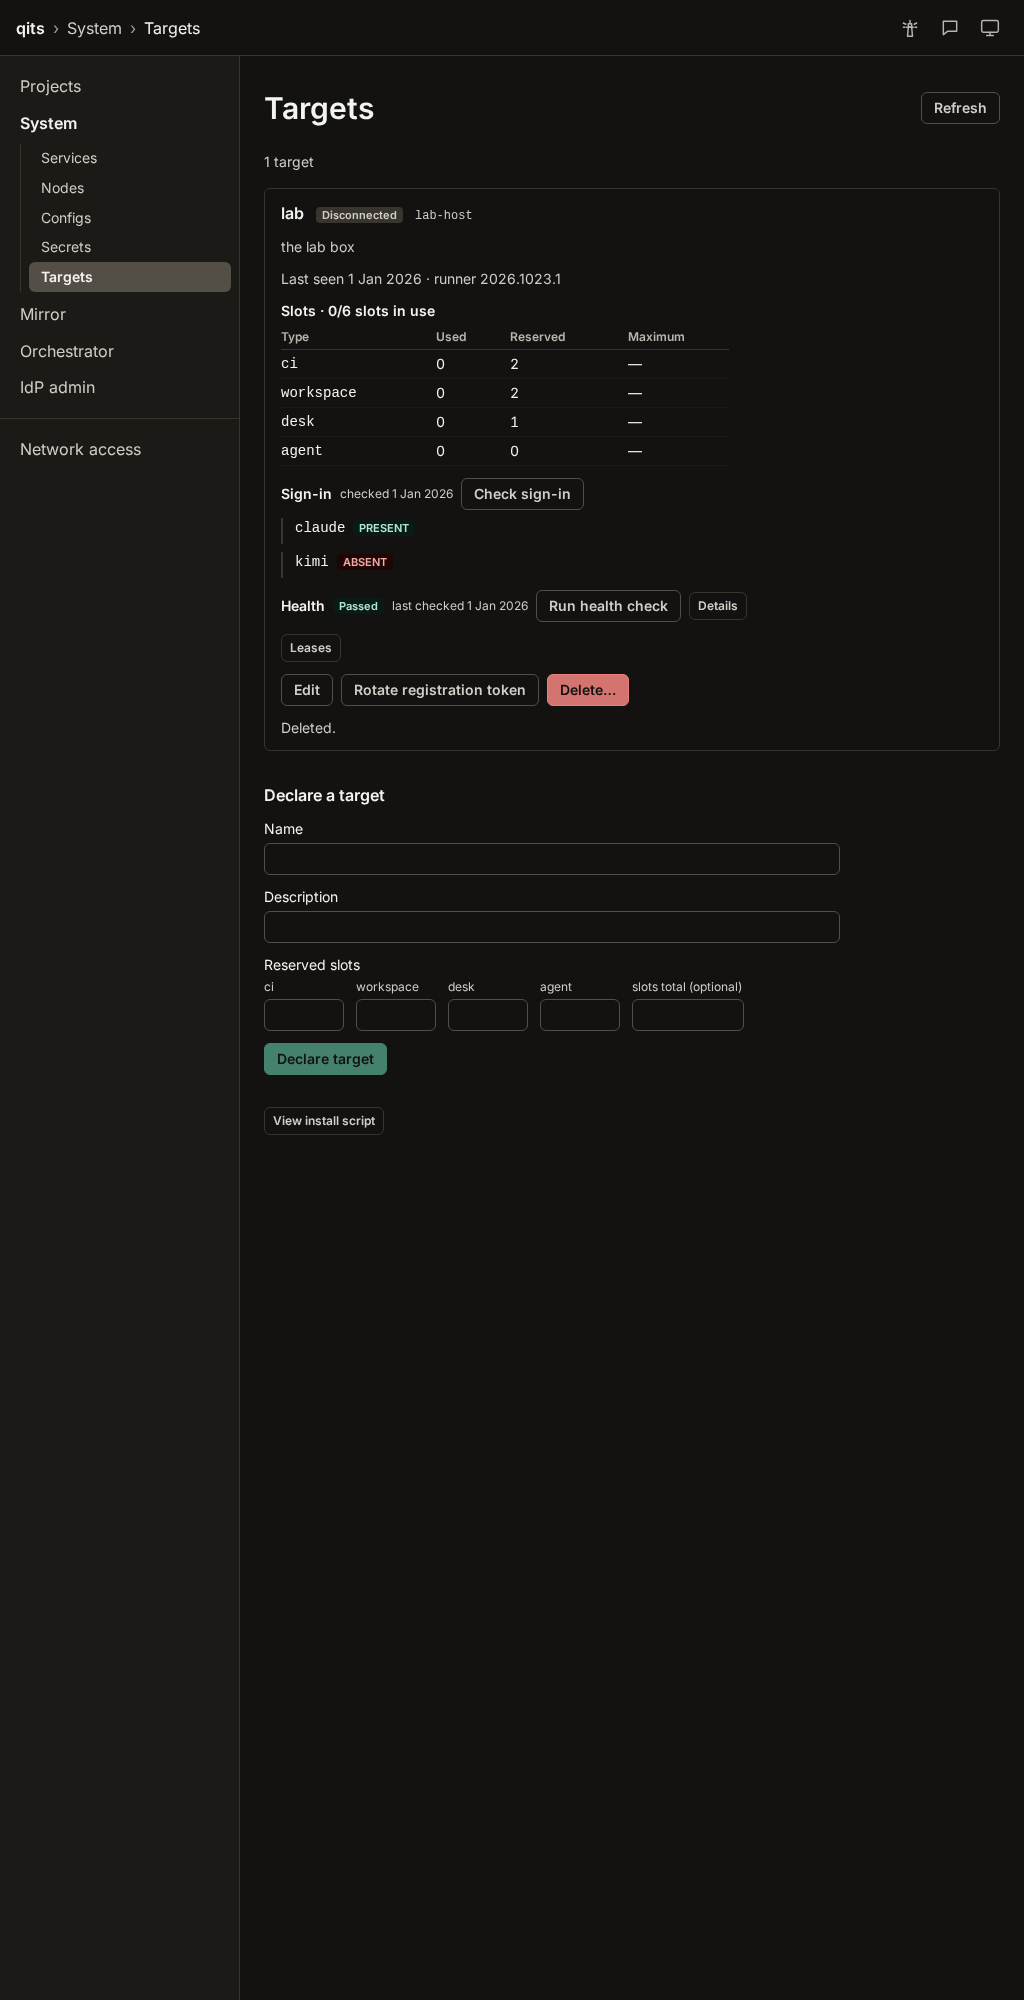 qits › System › Targets
Projects
System
Services
Nodes
Configs
Secrets
Targets
Mirror
Orchestrator
IdP admin
Network access
Targets
Refresh
1 target
lab Disconnected lab-host
the lab box
Last seen 1 Jan 2026 · runner 2026.1023.1
Slots · 0/6 slots in use
Type Used Reserved Maximum
ci 0 2 —
workspace 0 2 —
desk 0 1 —
agent 0 0 —
Sign-in checked 1 Jan 2026 Check sign-in
claude PRESENT
kimi ABSENT
Health Passed last checked 1 Jan 2026 Run health check Details
Leases
Edit Rotate registration token Delete…
Deleted.
Declare a target
Name
Description
Reserved slots
ci workspace desk agent slots total (optional)
Declare target
View install script